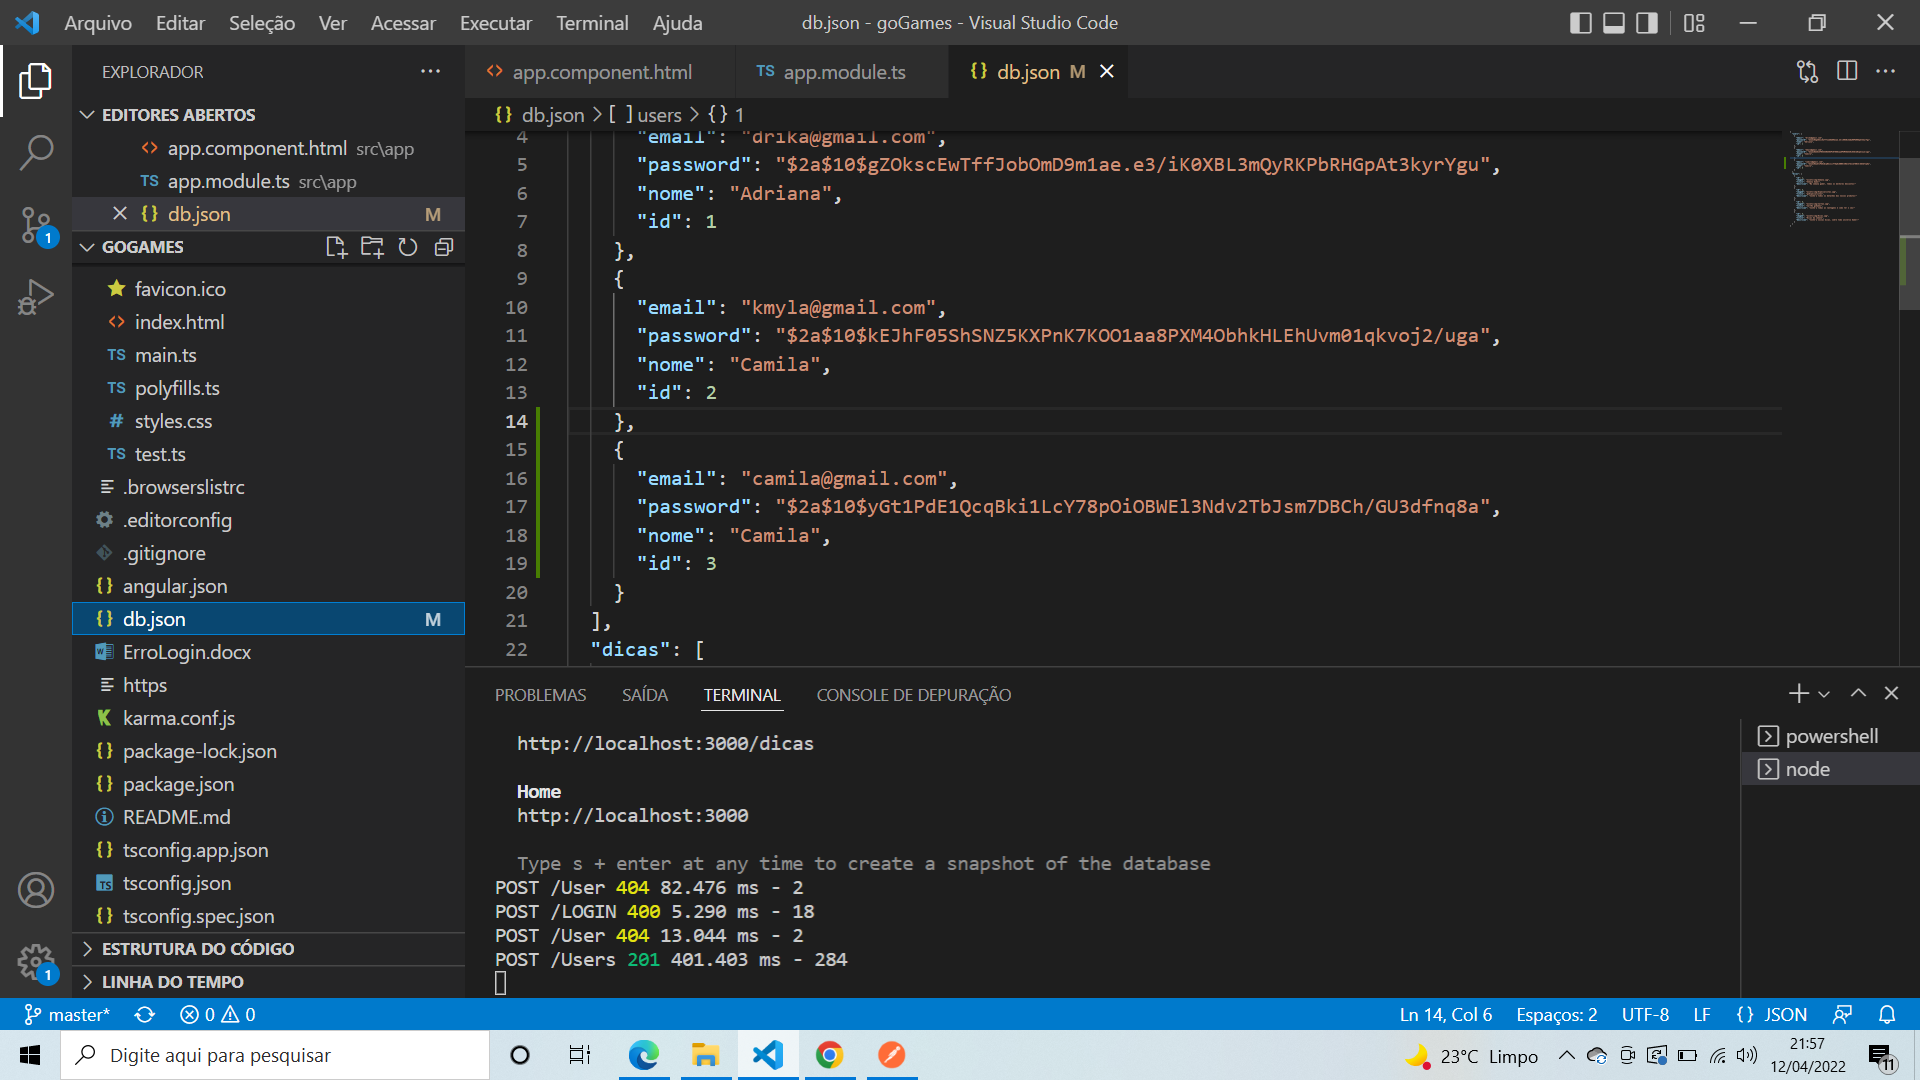 Arquivo Editar Seleção Ver Acessar Executar Terminal Ajuda
db.json - goGames - Visual Studio Code
EXPLORADOR
EDITORES ABERTOS
app.component.html src\app
TS app.module.ts src\app
{} db.json M
GOGAMES
favicon.ico
index.html
TS main.ts
TS polyfills.ts
# styles.css
TS test.ts
.browserslistrc
.editorconfig
.gitignore
{} angular.json
{} db.json M
ErroLogin.docx
https
karma.conf.js
{} package-lock.json
{} package.json
README.md
{} tsconfig.app.json
TS tsconfig.json
{} tsconfig.spec.json
ESTRUTURA DO CÓDIGO
LINHA DO TEMPO
1
1
app.component.html
TS app.module.ts
{} db.json M
{} db.json > [ ] users > {} 1
4 "email": "drika@gmail.com",
5 "password": "$2a$10$gZOkscEwTffJobOmD9m1ae.e3/iK0XBL3mQyRKPbRHGpAt3kyrYgu",
6 "nome": "Adriana",
7 "id": 1
8 },
9 {
10 "email": "kmyla@gmail.com",
11 "password": "$2a$10$kEJhF05ShSNZ5KXPnK7KOO1aa8PXM4ObhkHLEhUvm01qkvoj2/uga",
12 "nome": "Camila",
13 "id": 2
14 },
15 {
16 "email": "camila@gmail.com",
17 "password": "$2a$10$yGt1PdE1QcqBki1LcY78pOiOBWEl3Ndv2TbJsm7DBCh/GU3dfnq8a",
18 "nome": "Camila",
19 "id": 3
20 }
21 ],
22 "dicas": [
PROBLEMAS SAÍDA TERMINAL CONSOLE DE DEPURAÇÃO
http://localhost:3000/dicas
Home
http://localhost:3000
Type s + enter at any time to create a snapshot of the database
POST /User 404 82.476 ms - 2
POST /LOGIN 400 5.290 ms - 18
POST /User 404 13.044 ms - 2
POST /Users 201 401.403 ms - 284
powershell
node
master* 0 0
Ln 14, Col 6 Espaços: 2 UTF-8 LF {} JSON
Digite aqui para pesquisar
23°C Limpo
21:57
12/04/2022
11